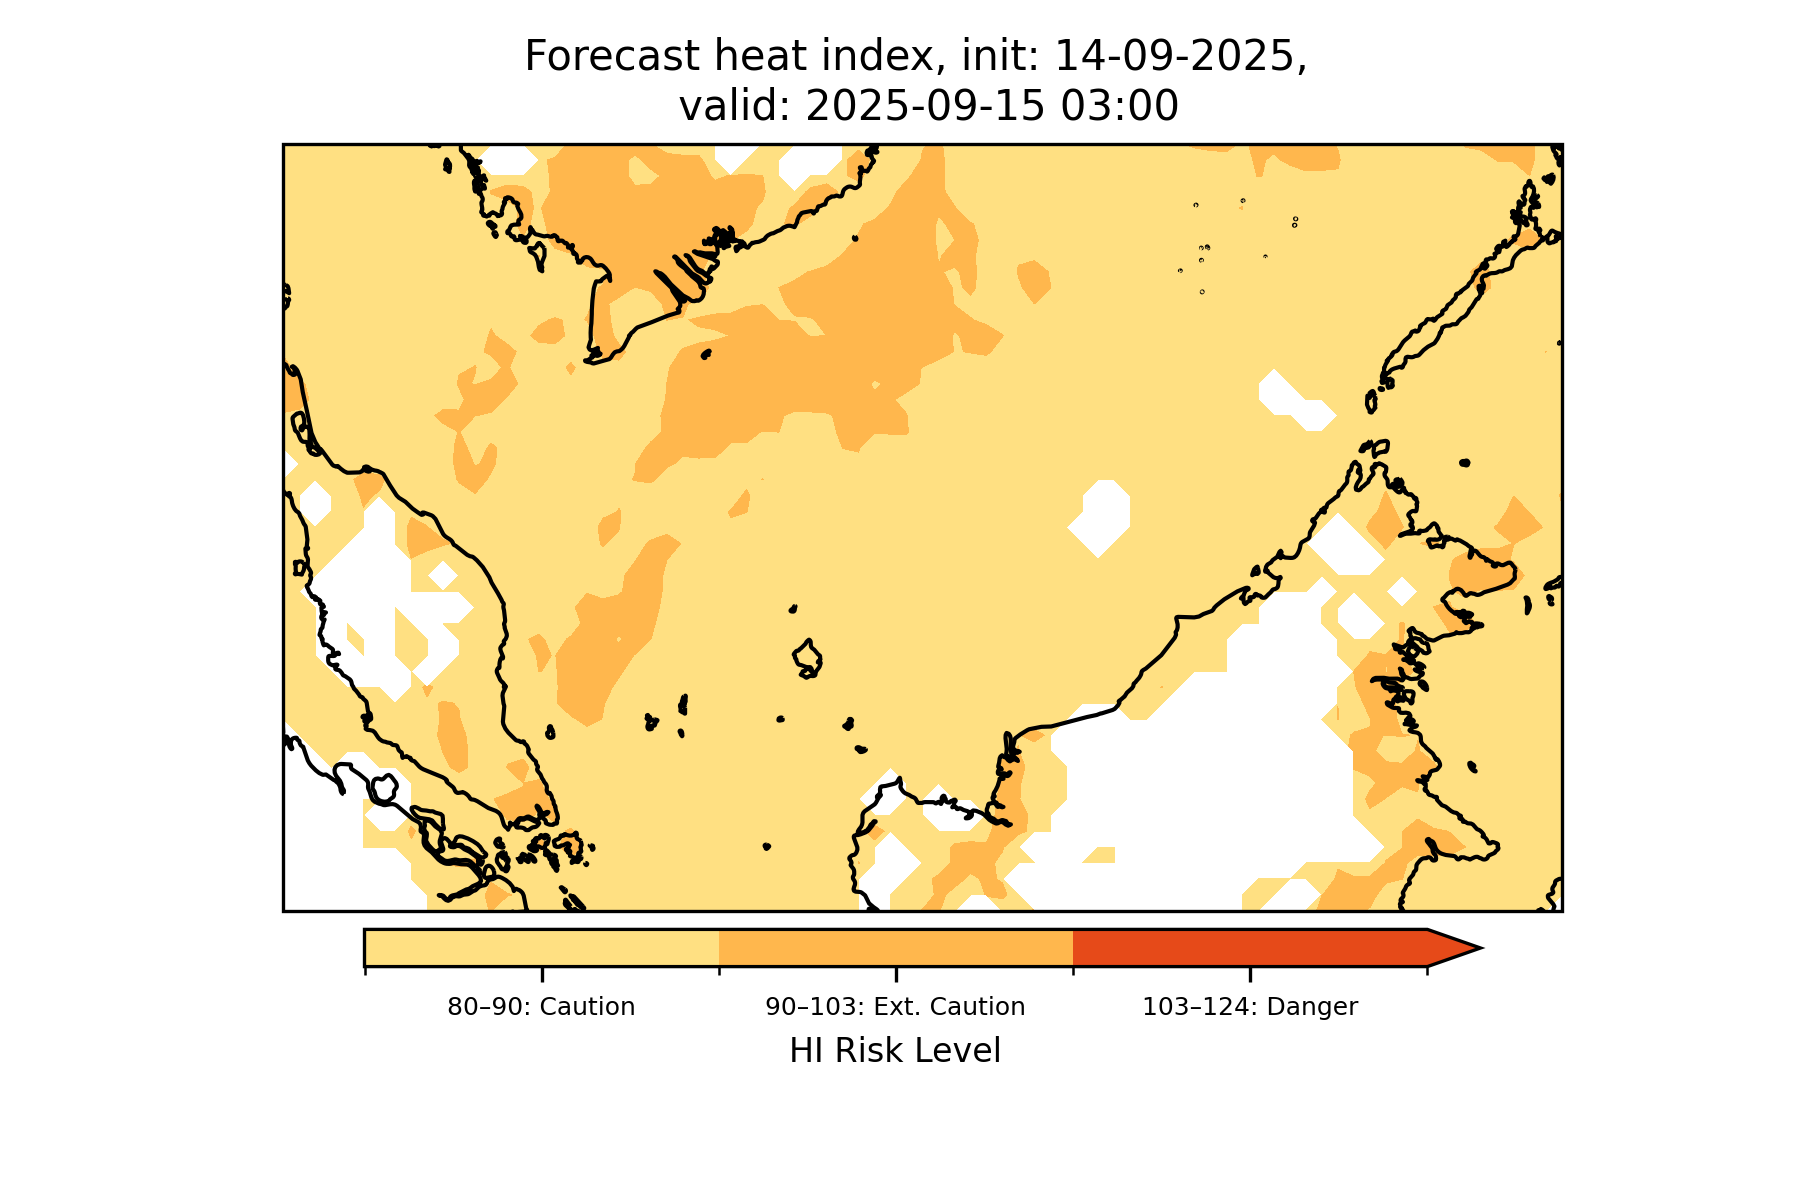 Forecast heat index, init: 14-09-2025,
valid: 2025-09-15 03:00
80–90: Caution
90–103: Ext. Caution
103–124: Danger
HI Risk Level